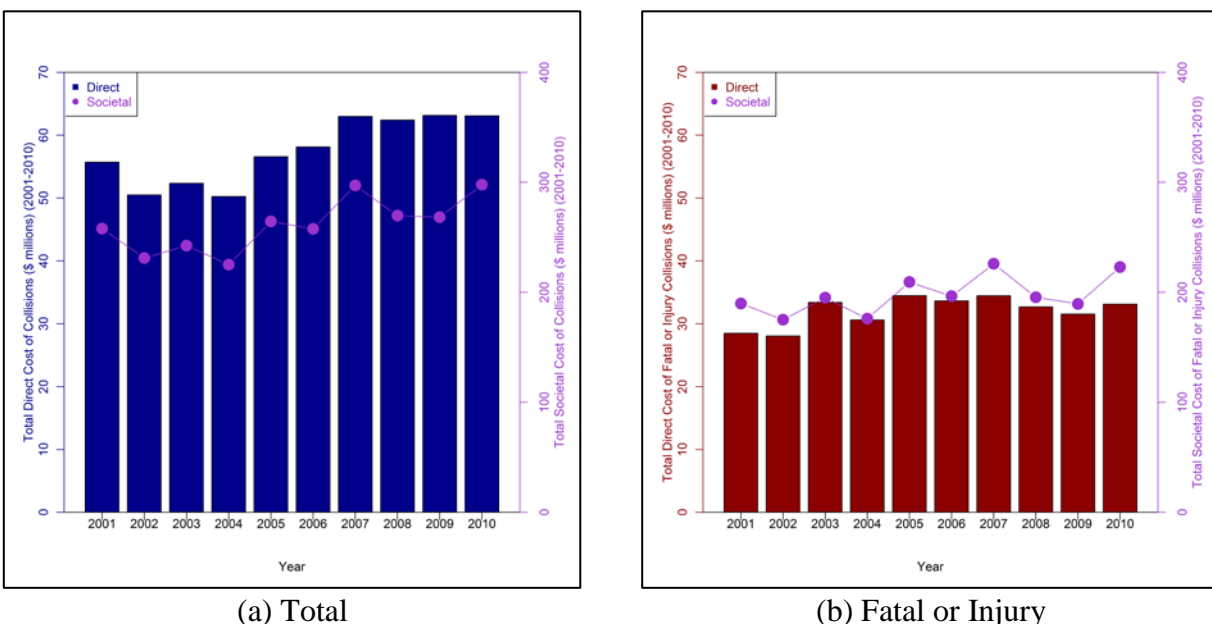 70
60
50
40
30
20
10
0
Total Direct Cost of Collisions ($ millions) (2001-2010)
Direct
Societal
400
300
200
100
0
Total Societal Cost of Collisions ($ millions) (2001-2010)
2001 2002 2003 2004 2005 2006 2007 2008 2009 2010
Year
(a) Total
70
60
50
40
30
20
10
0
Total Direct Cost of Fatal or Injury Collisions ($ millions) (2001-2010)
Direct
Societal
400
300
200
100
0
Total Societal Cost of Fatal or Injury Collisions ($ millions) (2001-2010)
2001 2002 2003 2004 2005 2006 2007 2008 2009 2010
Year
(b) Fatal or Injury